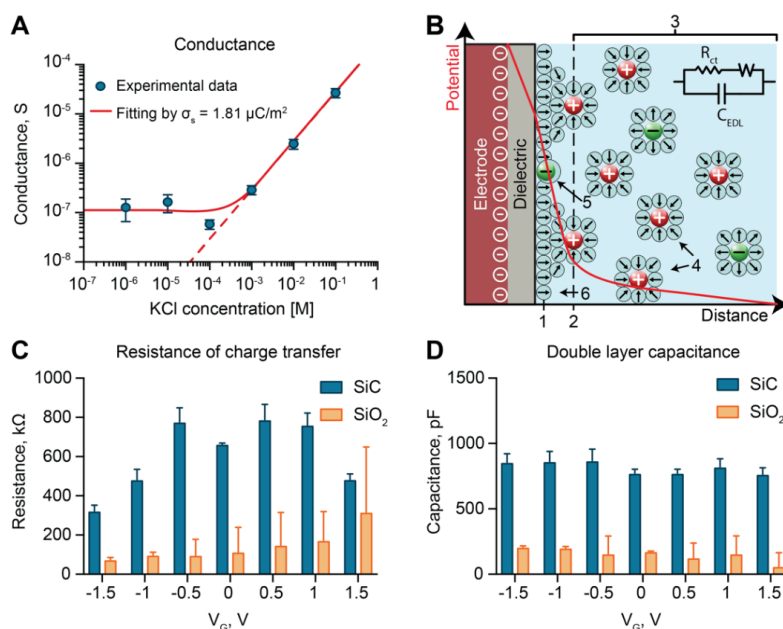 A
Conductance
Conductance, S
10⁻⁴
10⁻⁵
10⁻⁶
10⁻⁷
10⁻⁸
Experimental data
Fitting by σₛ = 1.81 μC/m²
10⁻⁷ 10⁻⁶ 10⁻⁵ 10⁻⁴ 10⁻³ 10⁻² 10⁻¹ 1
KCl concentration [M]
B
Potential
Electrode
Dielectric
3
R_ct
W
C_EDL
5
4
6
1 2
Distance
C
Resistance of charge transfer
Resistance, kΩ
1000
800
600
400
200
0
SiC
SiO₂
-1.5 -1 -0.5 0 0.5 1 1.5
V_G, V
D
Double layer capacitance
Capacitance, pF
1500
1000
500
0
SiC
SiO₂
-1.5 -1 -0.5 0 0.5 1 1.5
V_G, V